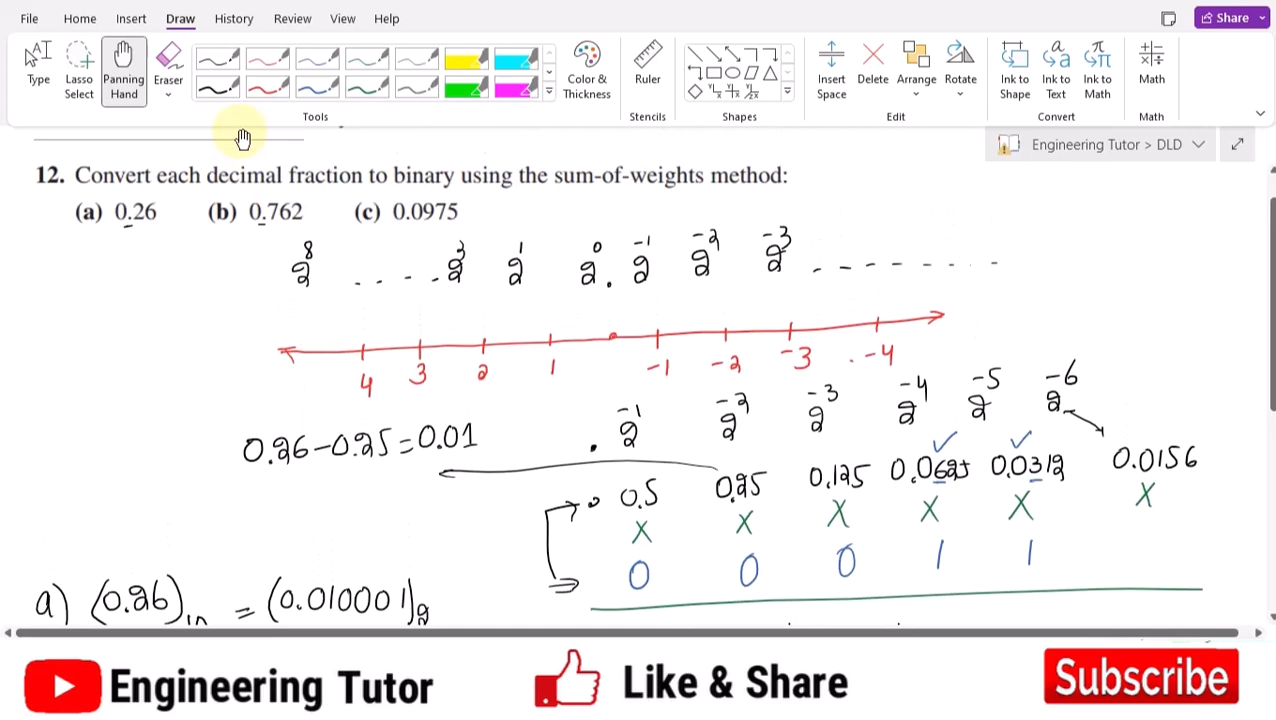 File Home Insert Draw History Review View Help Share
Type Lasso Select Panning Hand Eraser Color & Thickness Ruler Insert Space Delete Arrange Rotate Ink to Shape Ink to Text Ink to Math Math
Tools Stencils Shapes Edit Convert Math
Engineering Tutor > DLD
12. Convert each decimal fraction to binary using the sum-of-weights method:
(a) 0.26 (b) 0.762 (c) 0.0975
2^8 ..... 2^2 2^1 2^0 . 2^-1 2^-2 2^-3 - - - - - - -
4 3 2 1 -1 -2 -3 .-4
. 2^-1 2^-2 2^-3 2^-4 2^-5 2^-6
0.26-0.25=0.01
0.5 0.25 0.125 0.0625 0.0312 0.0156
X X X X X X
0 0 0 1 1
a) (0.26)10 = (0.010001)2
Engineering Tutor
Like & Share
Subscribe